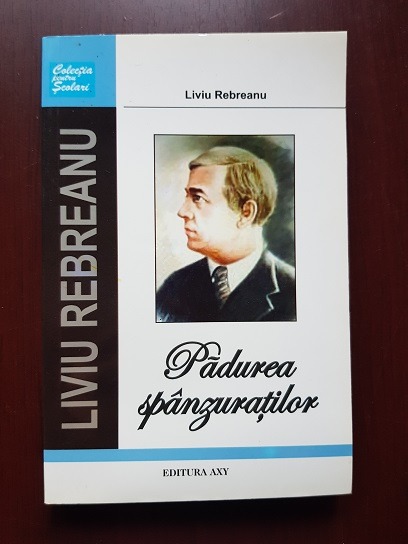 Colecția
pentru
Școlari
Liviu Rebreanu
LIVIU REBREANU
Pădurea
spânzuraților
EDITURA AXY